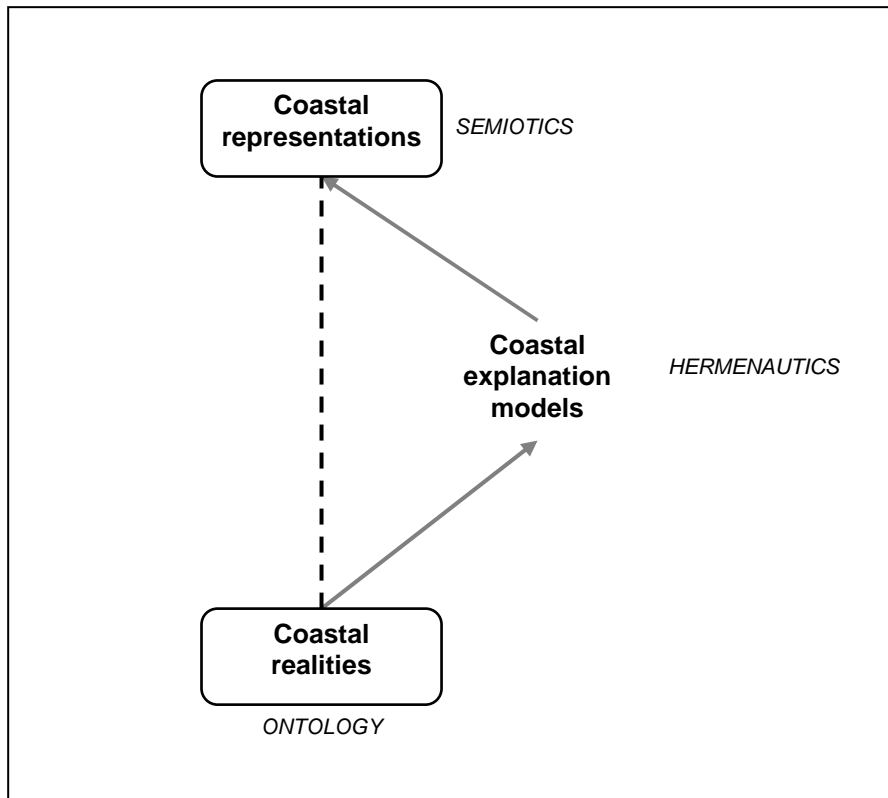 Coastal
representations
SEMIOTICS
Coastal
explanation
models
HERMENAUTICS
Coastal
realities
ONTOLOGY